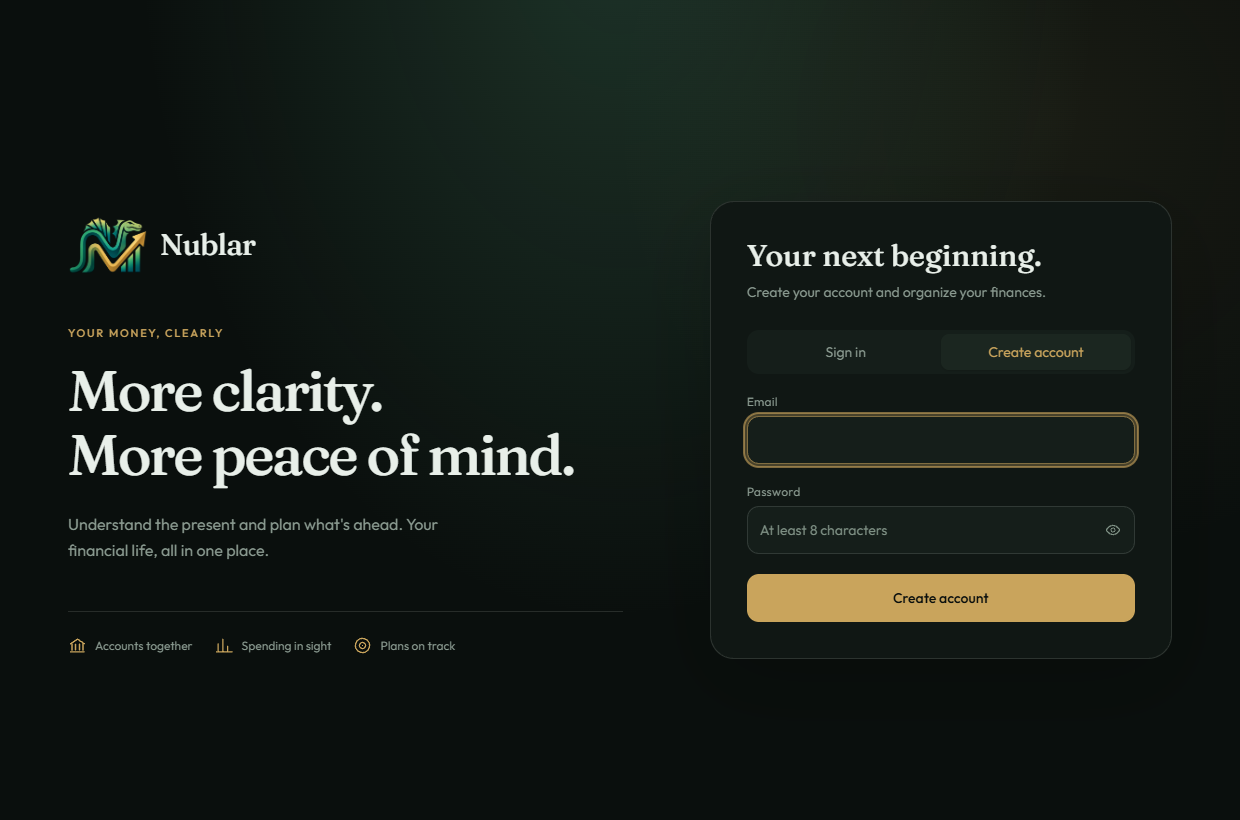 Nublar
YOUR MONEY, CLEARLY
More clarity.
More peace of mind.
Understand the present and plan what's ahead. Your
financial life, all in one place.
Accounts together
Spending in sight
Plans on track
Your next beginning.
Create your account and organize your finances.
Sign in
Create account
Email
Password
At least 8 characters
Create account